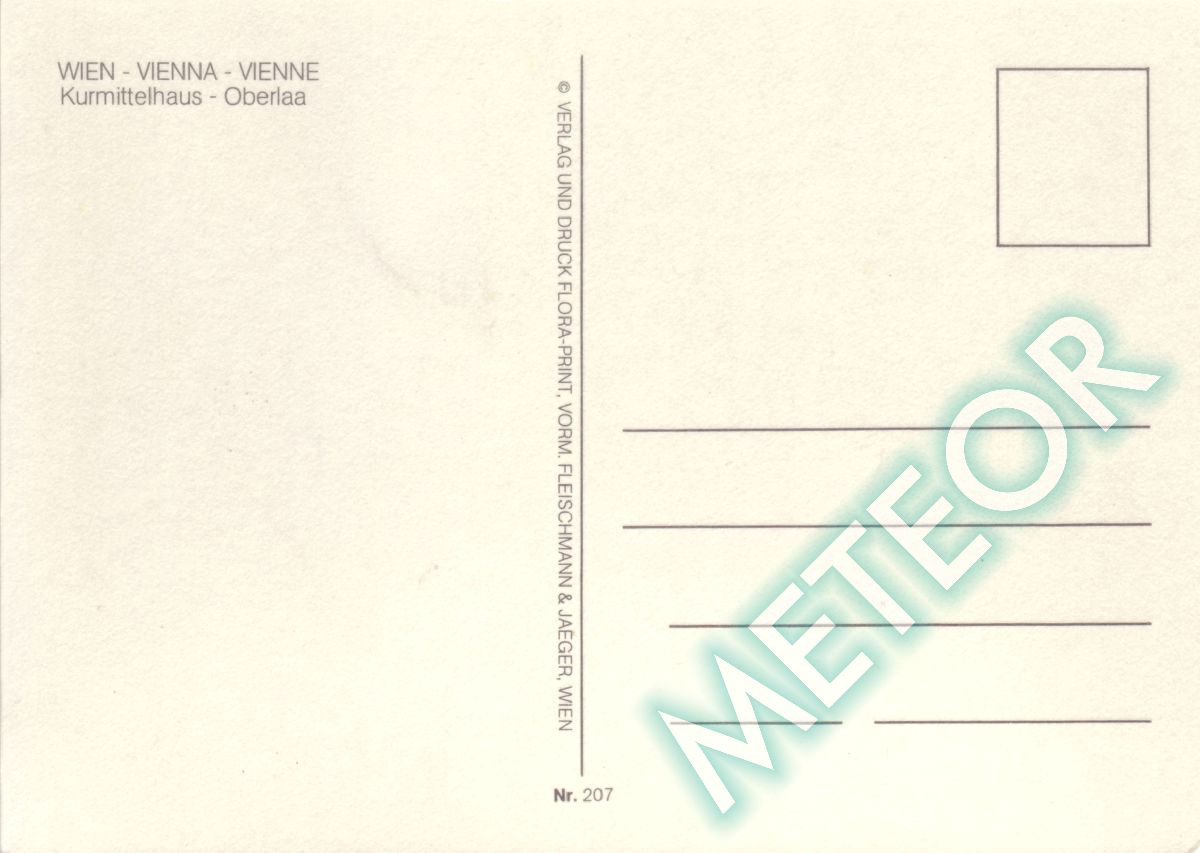 WIEN - VIENNA - VIENNE
Kurmittelhaus - Oberlaa
© VERLAG UND DRUCK FLORA-PRINT, VORM. FLEISCHMANN & JAEGER, WIEN
Nr. 207
METEOR